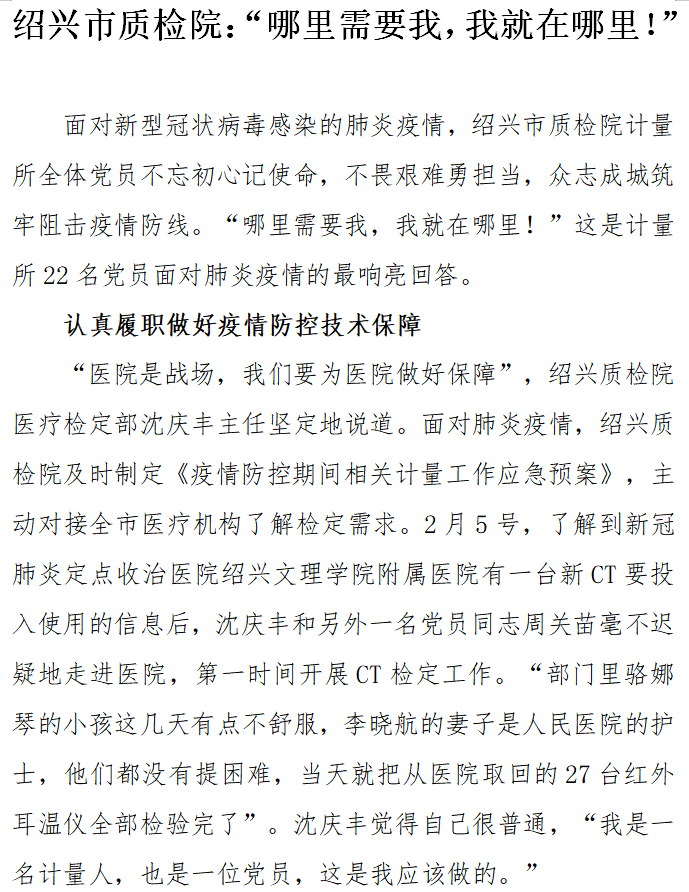 绍兴市质检院：“哪里需要我，我就在哪里！”
面对新型冠状病毒感染的肺炎疫情，绍兴市质检院计量
所全体党员不忘初心记使命，不畏艰难勇担当，众志成城筑
牢阻击疫情防线。“哪里需要我，我就在哪里！”这是计量
所 22 名党员面对肺炎疫情的最响亮回答。
认真履职做好疫情防控技术保障
“医院是战场，我们要为医院做好保障”，绍兴质检院
医疗检定部沈庆丰主任坚定地说道。面对肺炎疫情，绍兴质
检院及时制定《疫情防控期间相关计量工作应急预案》，主
动对接全市医疗机构了解检定需求。2 月 5 号，了解到新冠
肺炎定点收治医院绍兴文理学院附属医院有一台新 CT 要投
入使用的信息后，沈庆丰和另外一名党员同志周关苗毫不迟
疑地走进医院，第一时间开展 CT 检定工作。“部门里骆娜
琴的小孩这几天有点不舒服，李晓航的妻子是人民医院的护
士，他们都没有提困难，当天就把从医院取回的 27 台红外
耳温仪全部检验完了”。沈庆丰觉得自己很普通，“我是一
名计量人，也是一位党员，这是我应该做的。”